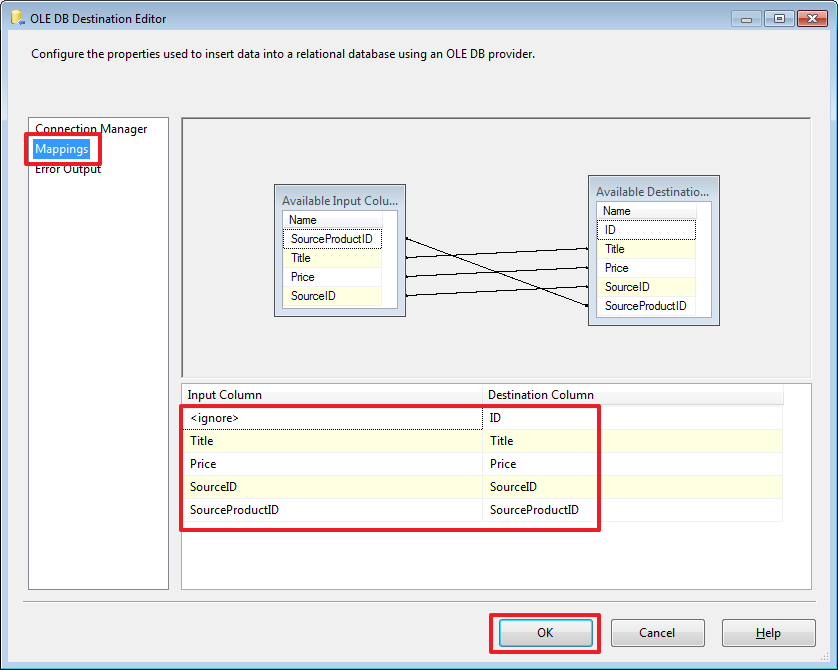 OLE DB Destination Editor
Configure the properties used to insert data into a relational database using an OLE DB provider.
Connection Manager
Mappings
Error Output
Available Input Colu...
Name
SourceProductID
Title
Price
SourceID
Available Destinatio...
Name
ID
Title
Price
SourceID
SourceProductID
Input Column Destination Column
<ignore> ID
Title Title
Price Price
SourceID SourceID
SourceProductID SourceProductID
OK Cancel Help